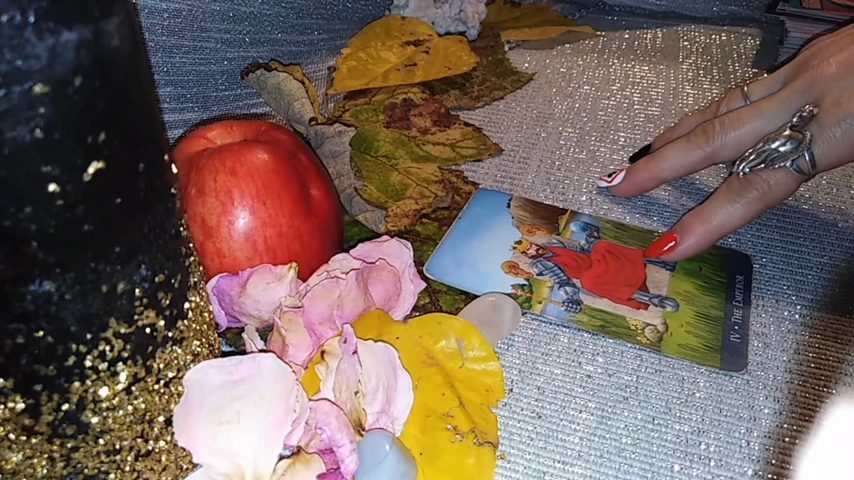 IV • THE EMPEROR